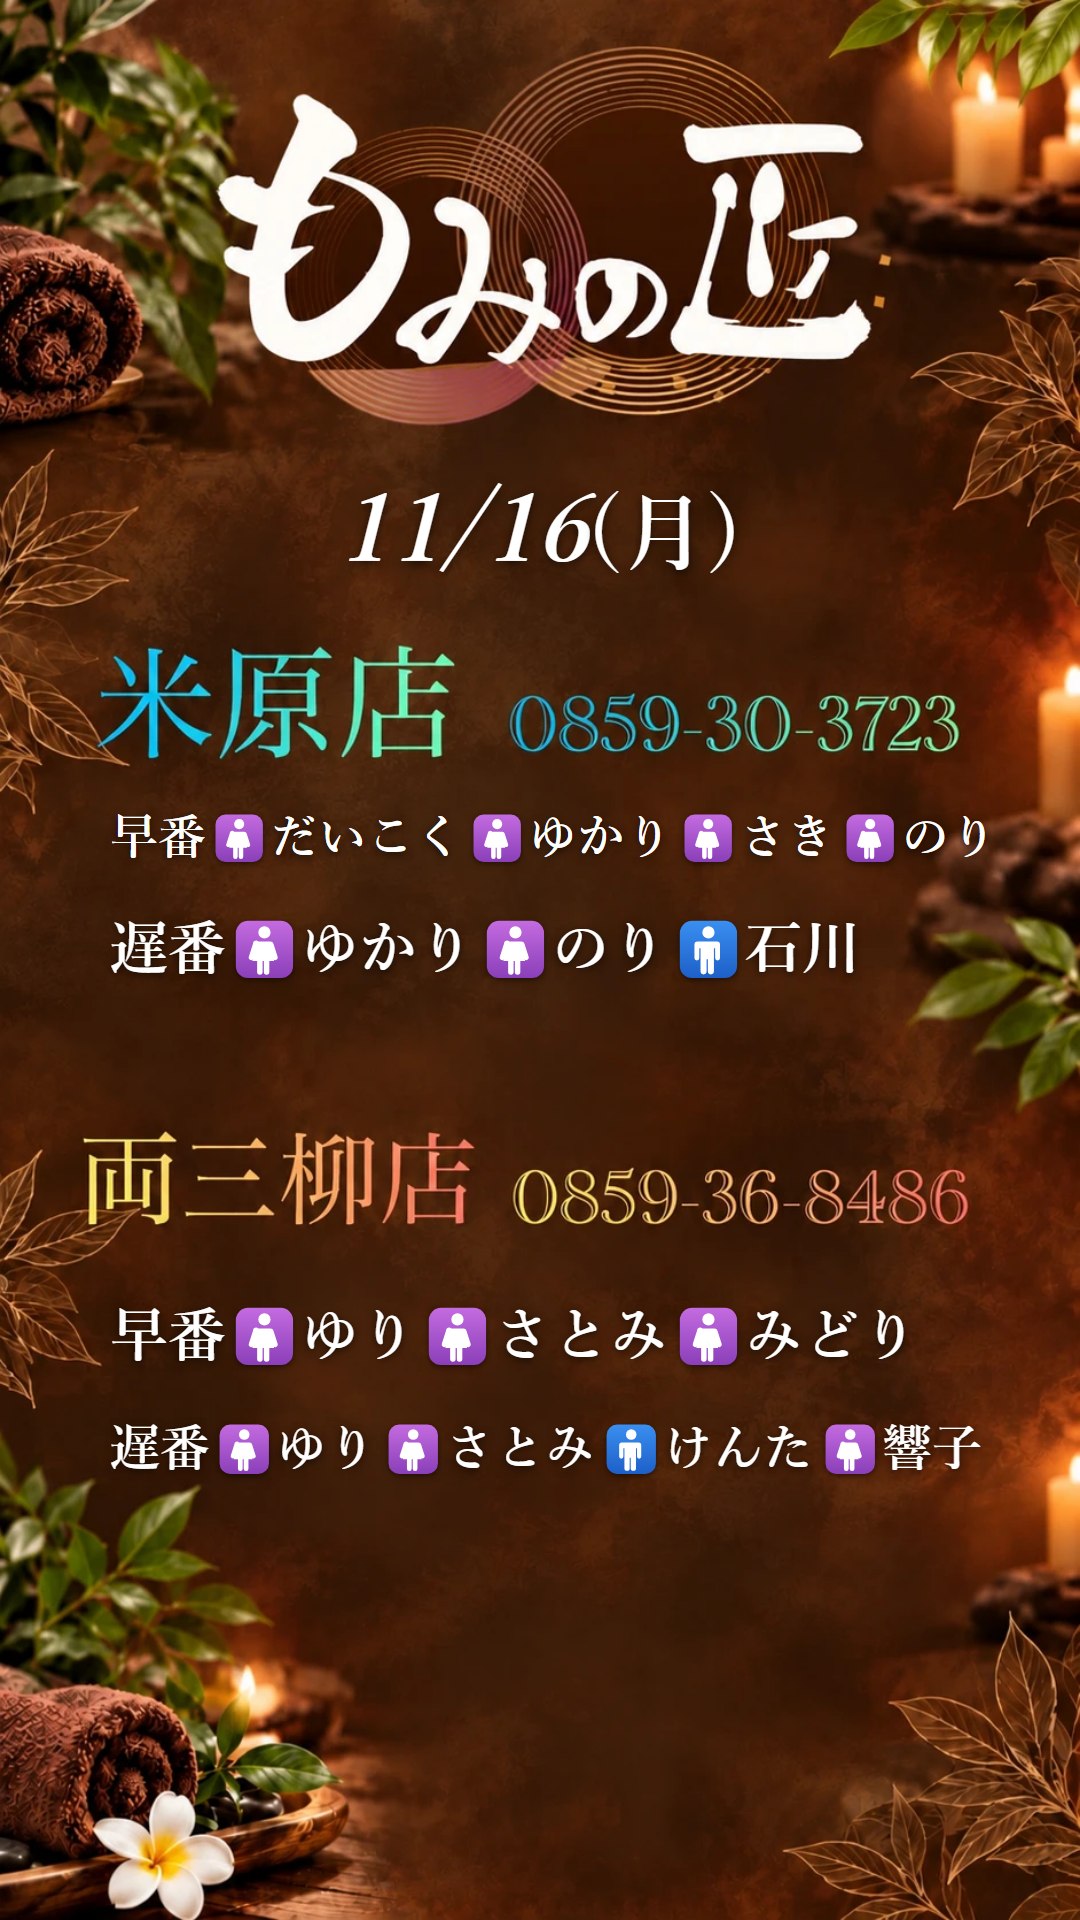 もみの匠
11/16(月)
米原店 0859-30-3723
早番🚺だいこく🚺ゆかり🚺さき🚺のり
遅番🚺ゆかり🚺のり🚹石川
両三柳店 0859-36-8486
早番🚺ゆり🚺さとみ🚺みどり
遅番🚺ゆり🚺さとみ🚹けんた🚺響子